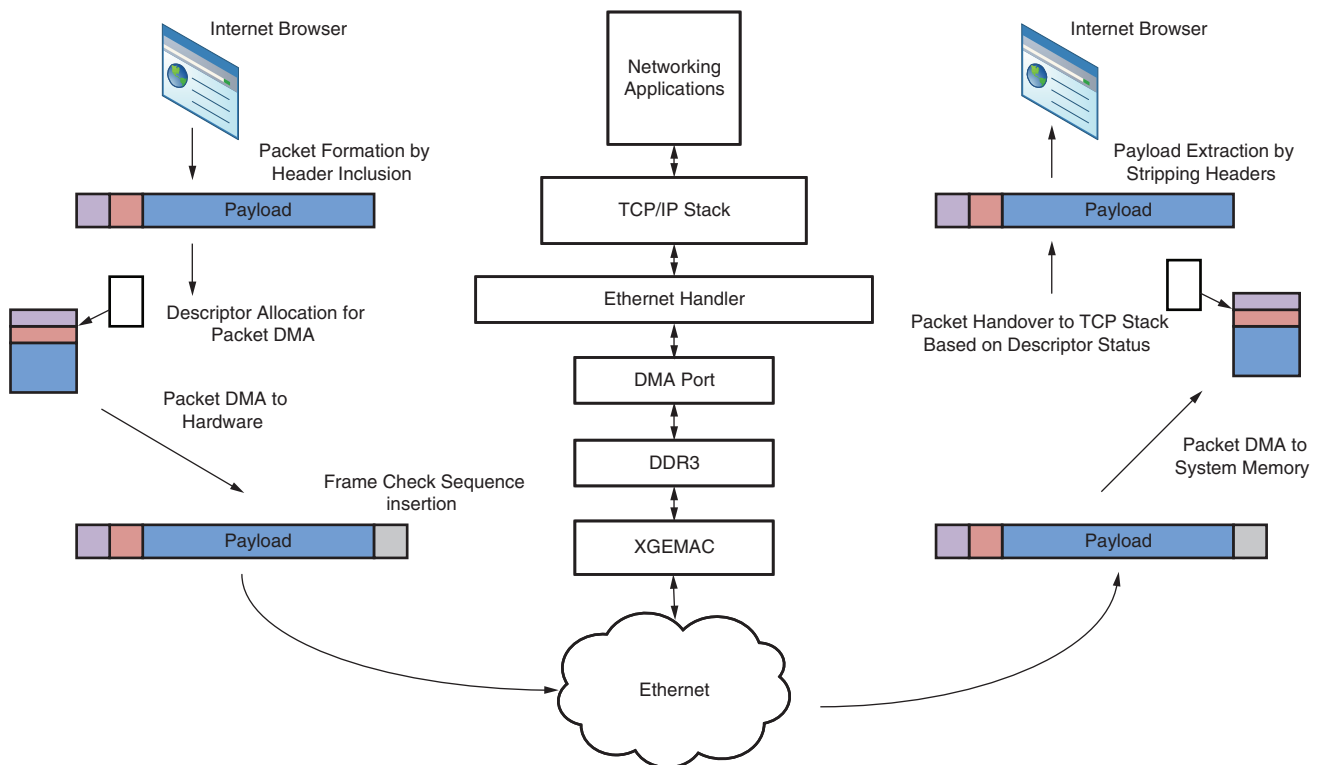 Internet Browser
Packet Formation by
Header Inclusion
Payload
Descriptor Allocation for
Packet DMA
Packet DMA to
Hardware
Frame Check Sequence
insertion
Payload
Networking
Applications
TCP/IP Stack
Ethernet Handler
DMA Port
DDR3
XGEMAC
Ethernet
Internet Browser
Payload Extraction by
Stripping Headers
Payload
Packet Handover to TCP Stack
Based on Descriptor Status
Packet DMA to
System Memory
Payload